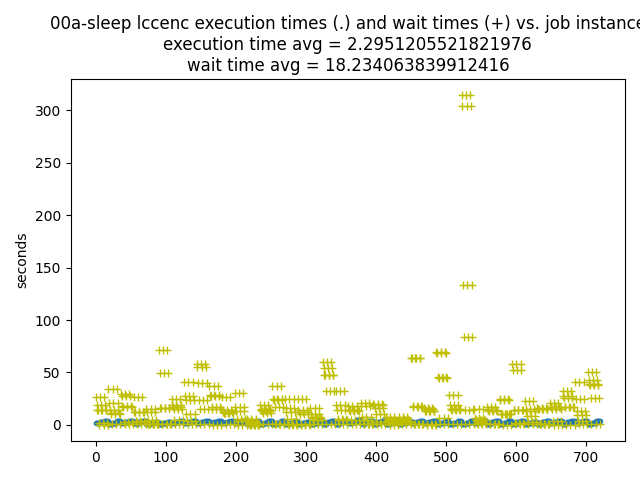 00a-sleep lccenc execution times (.) and wait times (+) vs. job instance
execution time avg = 2.2951205521821976
wait time avg = 18.234063839912416
300
250
200
150
100
50
0
seconds
0 100 200 300 400 500 600 700